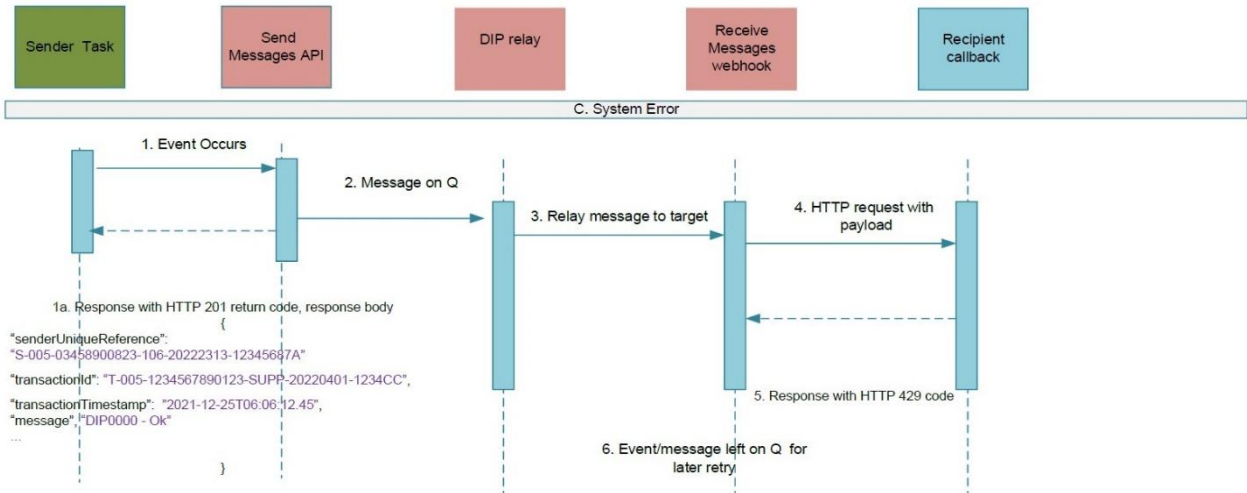 Sender Task
Send
Messages API
DIP relay
Receive
Messages
webhook
Recipient
callback
C. System Error
1. Event Occurs
2. Message on Q
3. Relay message to target
4. HTTP request with
payload
1a. Response with HTTP 201 return code, response body
{
“senderUniqueReference”:
“S-005-03458900823-106-20222313-12345687A”
“transactionId”: “T-005-1234567890123-SUPP-20220401-1234CC”,
“transactionTimestamp”: “2021-12-25T06:06:12.45”,
“message”, “DIP0000 - Ok”
...
}
5. Response with HTTP 429 code
6. Event/message left on Q for
later retry